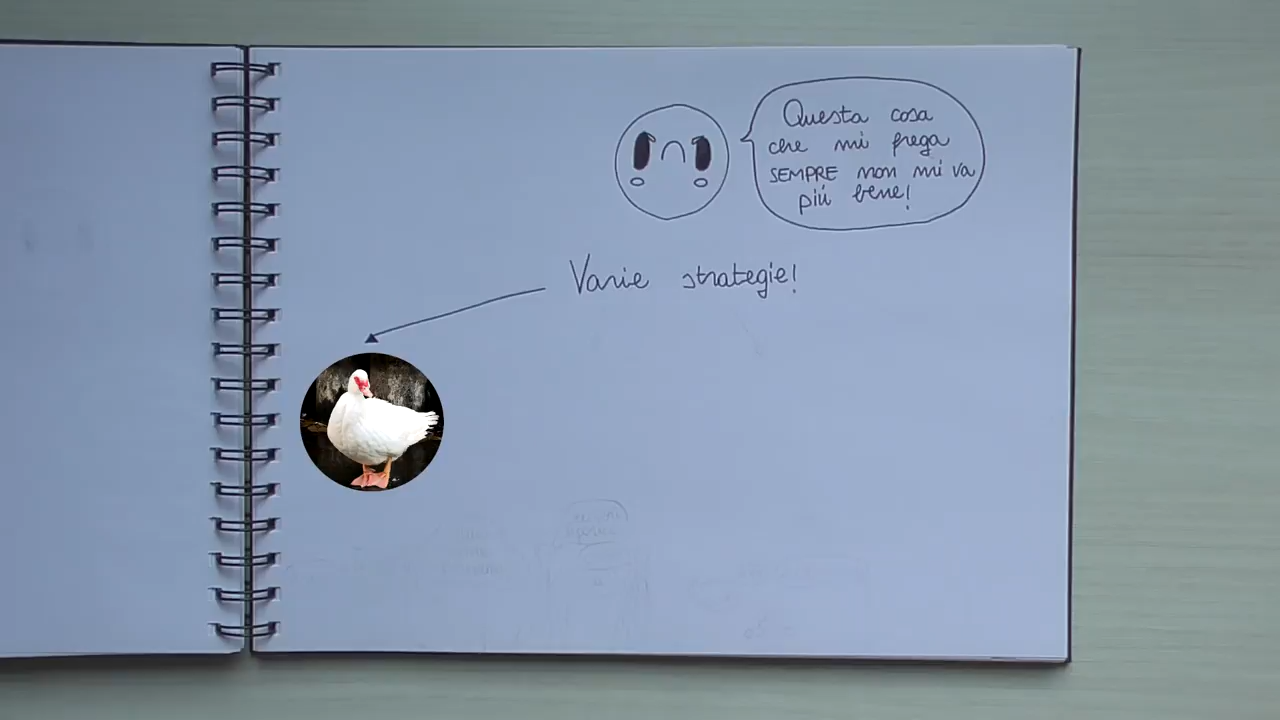 Questa cosa
che mi frega
SEMPRE non mi va
più bene!
Varie strategie!